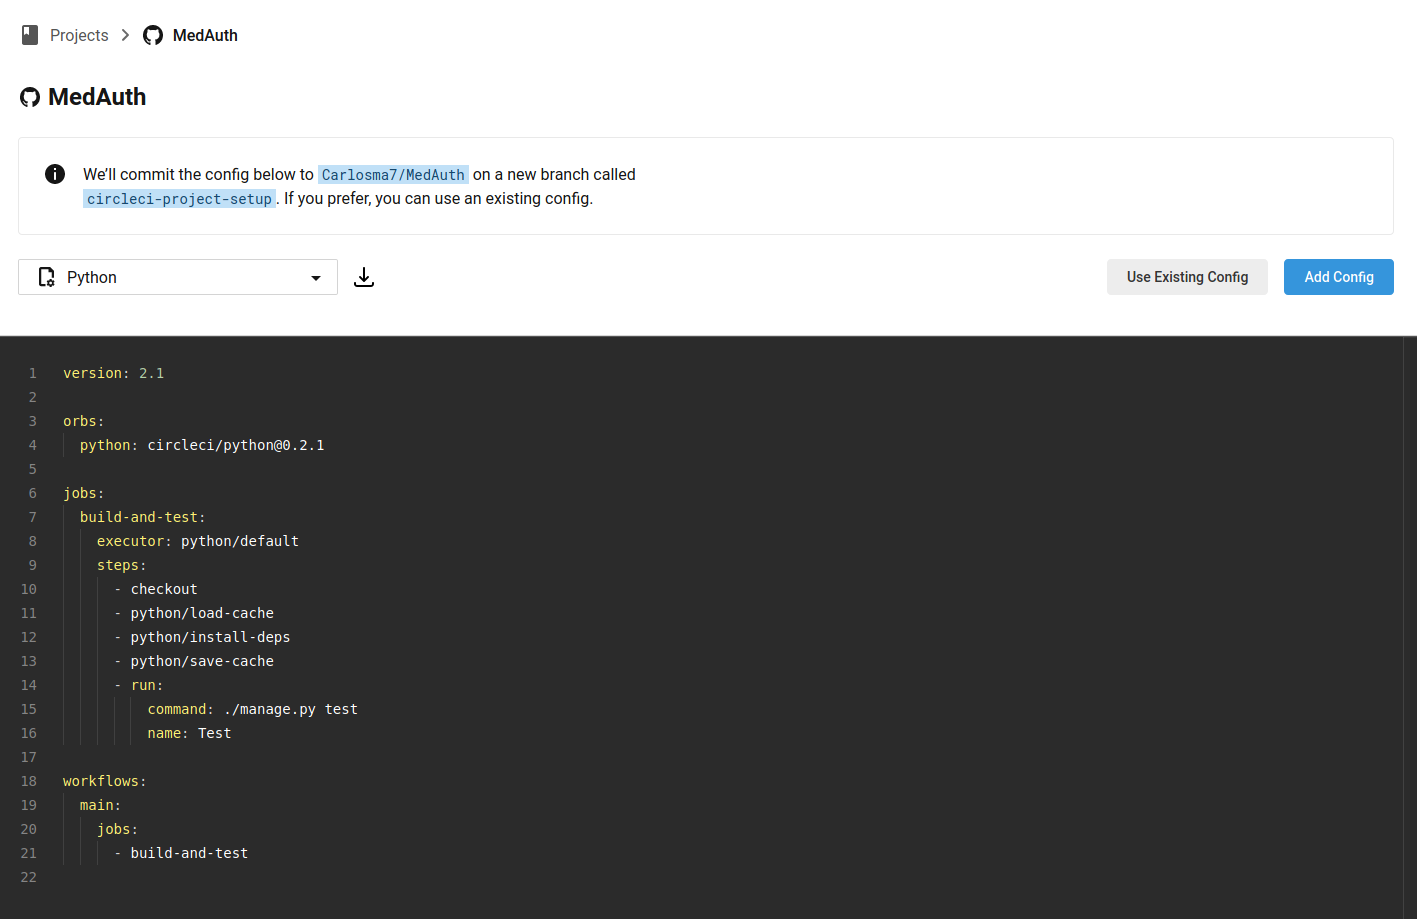 Projects > MedAuth
MedAuth
We'll commit the config below to Carlosma7/MedAuth on a new branch called
circleci-project-setup. If you prefer, you can use an existing config.
Python
Use Existing Config
Add Config
1 version: 2.1
2
3 orbs:
4   python: circleci/python@0.2.1
5
6 jobs:
7   build-and-test:
8     executor: python/default
9     steps:
10       - checkout
11       - python/load-cache
12       - python/install-deps
13       - python/save-cache
14       - run:
15           command: ./manage.py test
16           name: Test
17
18 workflows:
19   main:
20     jobs:
21       - build-and-test
22